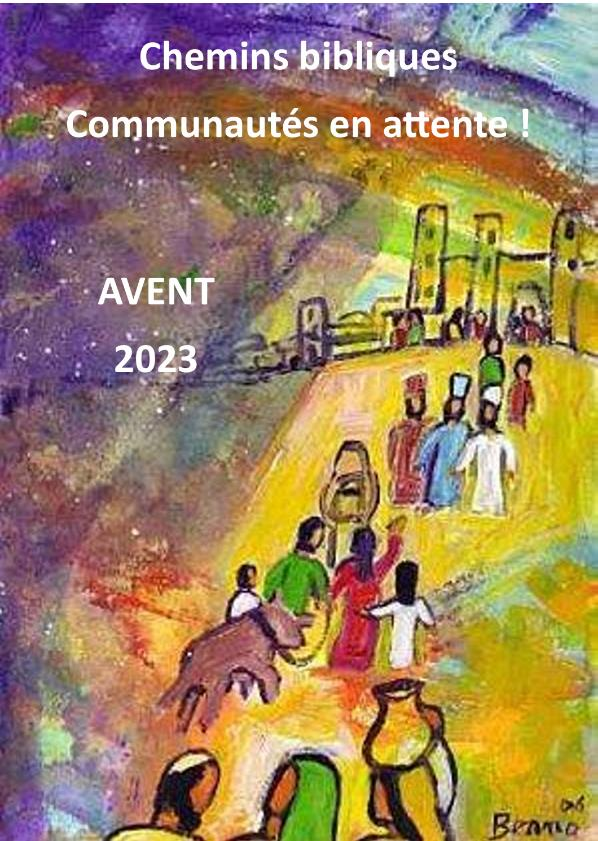 Chemins bibliques
Communautés en attente !
AVENT
2023